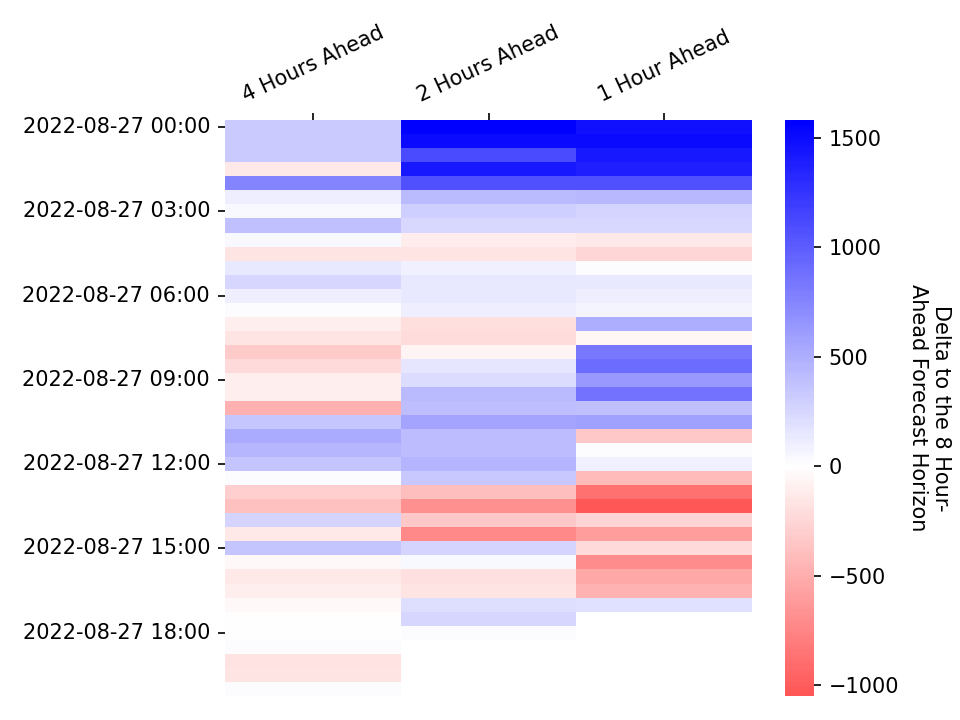 4 Hours Ahead
2 Hours Ahead
1 Hour Ahead
2022-08-27 00:00
2022-08-27 03:00
2022-08-27 06:00
2022-08-27 09:00
2022-08-27 12:00
2022-08-27 15:00
2022-08-27 18:00
1500
1000
500
0
−500
−1000
Delta to the 8 Hour-
Ahead Forecast Horizon